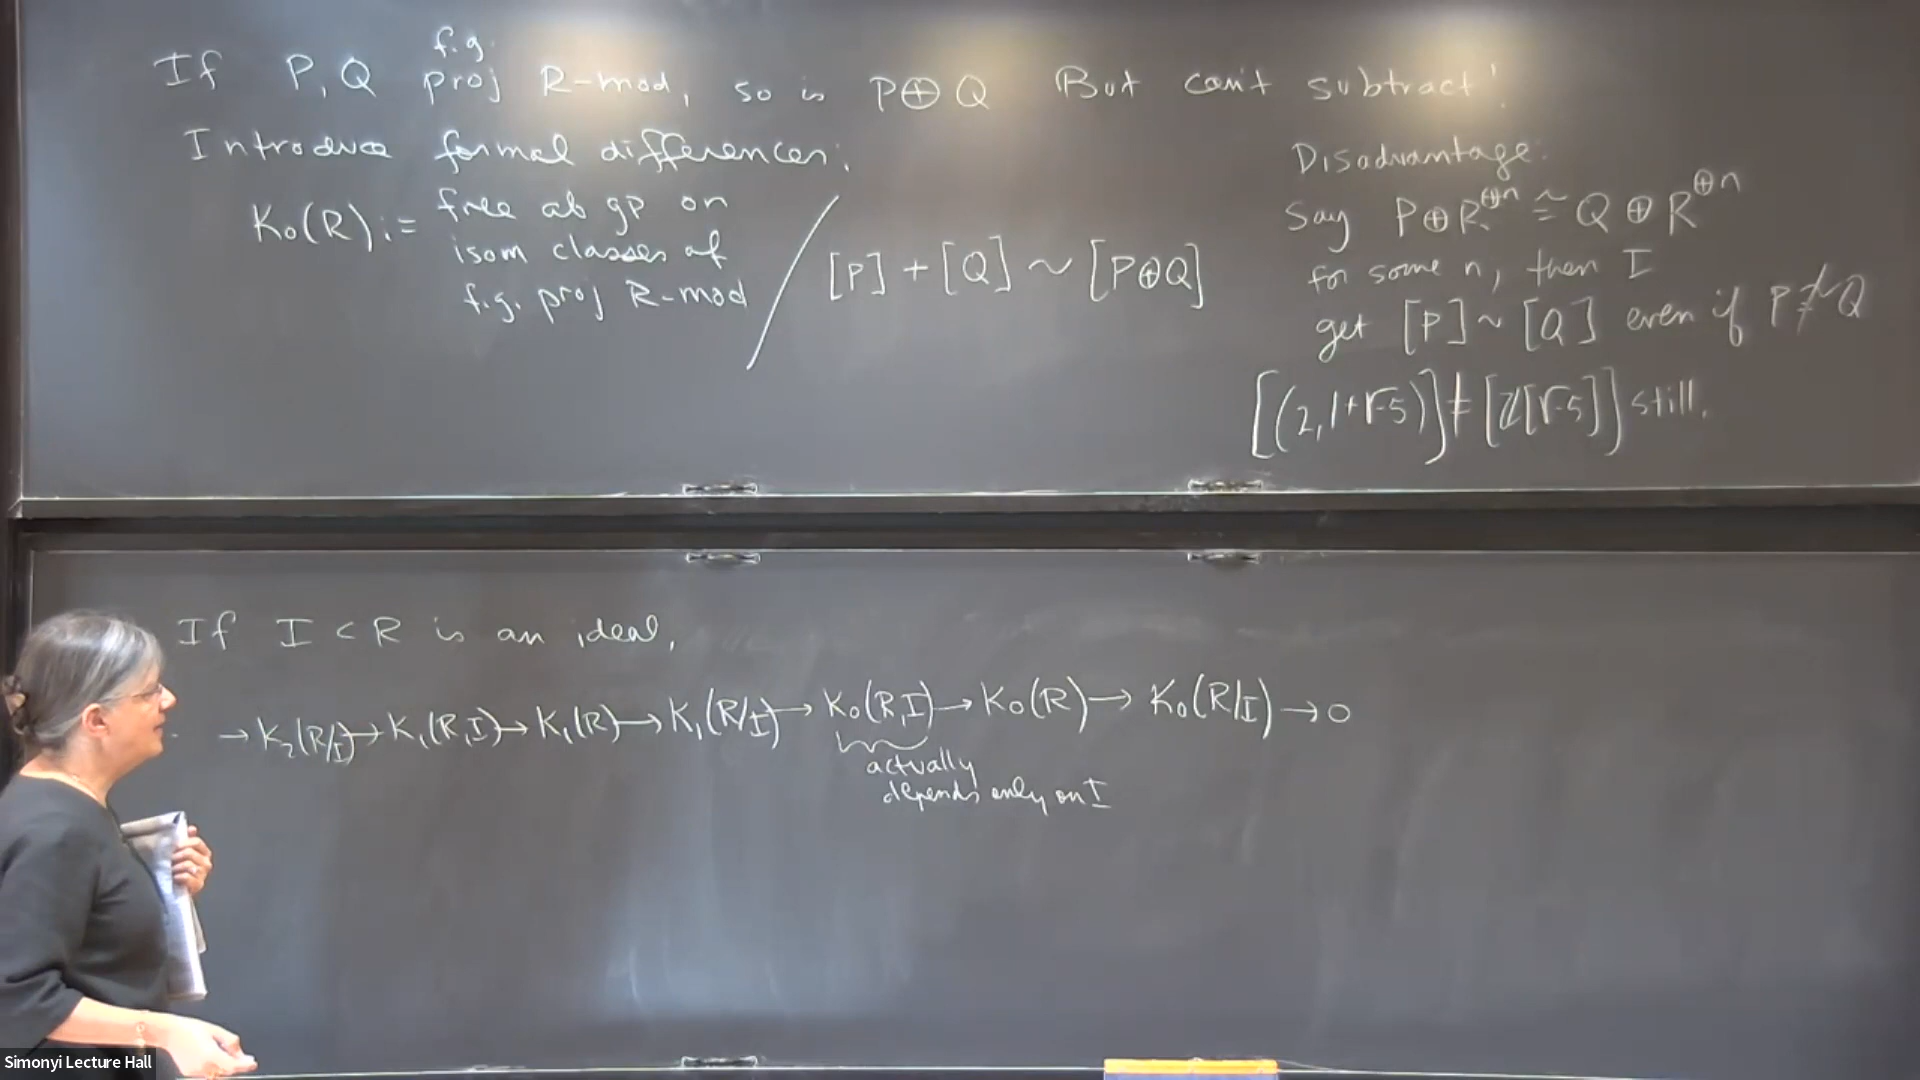 f.g.
If P, Q proj R-mod, so is P⊕Q But can't subtract!
Introduce formal differences:
K₀(R) := free ab gp on
isom classes of
f.g. proj R-mod
/ [P] + [Q] ~ [P⊕Q]
Disadvantage:
Say P⊕R^{⊕n} ≅ Q⊕R^{⊕n}
for some n, then I
get [P] ~ [Q] even if P≁Q
[(2, 1+√-5)] ≠ [ℤ[√-5]] still.
If I < R is an ideal,
→ K₂(R/I) → K₁(R,I) → K₁(R) → K₁(R/I) → K₀(R,I) → K₀(R) → K₀(R/I) → 0
actually
depends only on I
Simonyi Lecture Hall